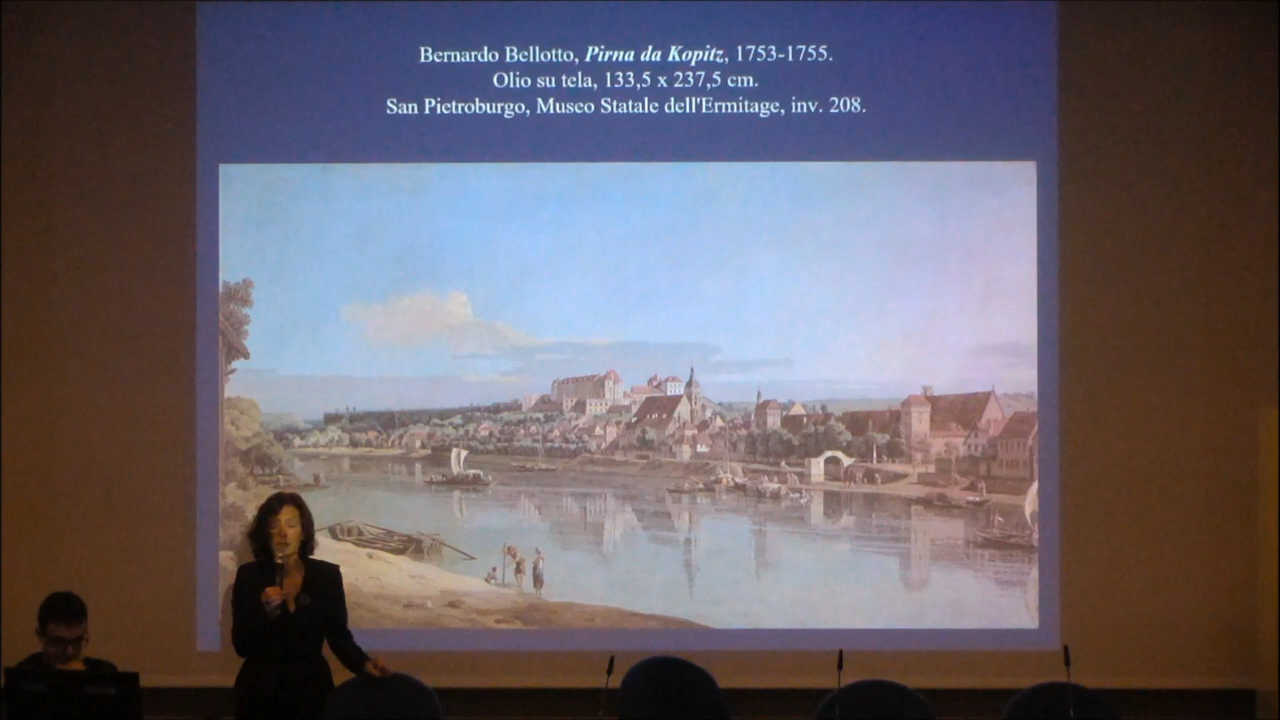 Bernardo Bellotto, Pirna da Kopitz, 1753-1755.
Olio su tela, 133,5 x 237,5 cm.
San Pietroburgo, Museo Statale dell'Ermitage, inv. 208.